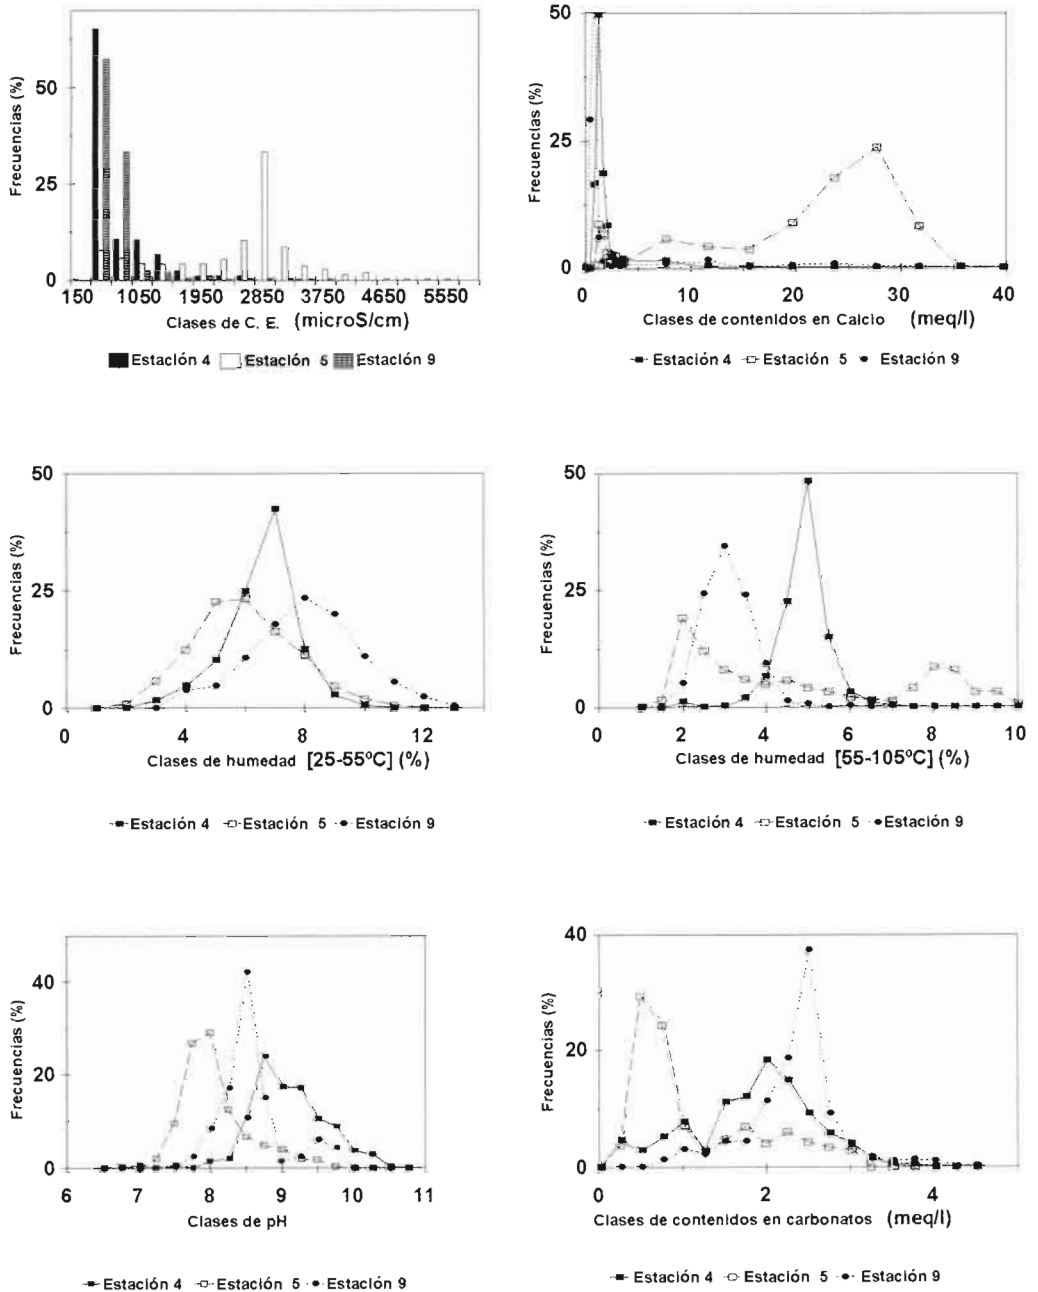 Frecuencias (%)
50
25
0
150 1050 1950 2850 3750 4650 5550
Clases de C. E. (microS/cm)
Estación 4 Estación 5 Estación 9
Frecuencias (%)
50
25
0
0 10 20 30 40
Clases de contenidos en Calcio (meq/l)
Estación 4 Estación 5 Estación 9
Frecuencias (%)
50
25
0
0 4 8 12
Clases de humedad [25-55ºC] (%)
Estación 4 Estación 5 Estación 9
Frecuencias (%)
50
25
0
0 2 4 6 8 10
Clases de humedad [55-105ºC] (%)
Estación 4 Estación 5 Estación 9
Frecuencias (%)
40
20
0
6 7 8 9 10 11
Clases de pH
Estación 4 Estación 5 Estación 9
Frecuencias (%)
40
20
0
0 2 4
Clases de contenidos en carbonatos (meq/l)
Estación 4 Estación 5 Estación 9